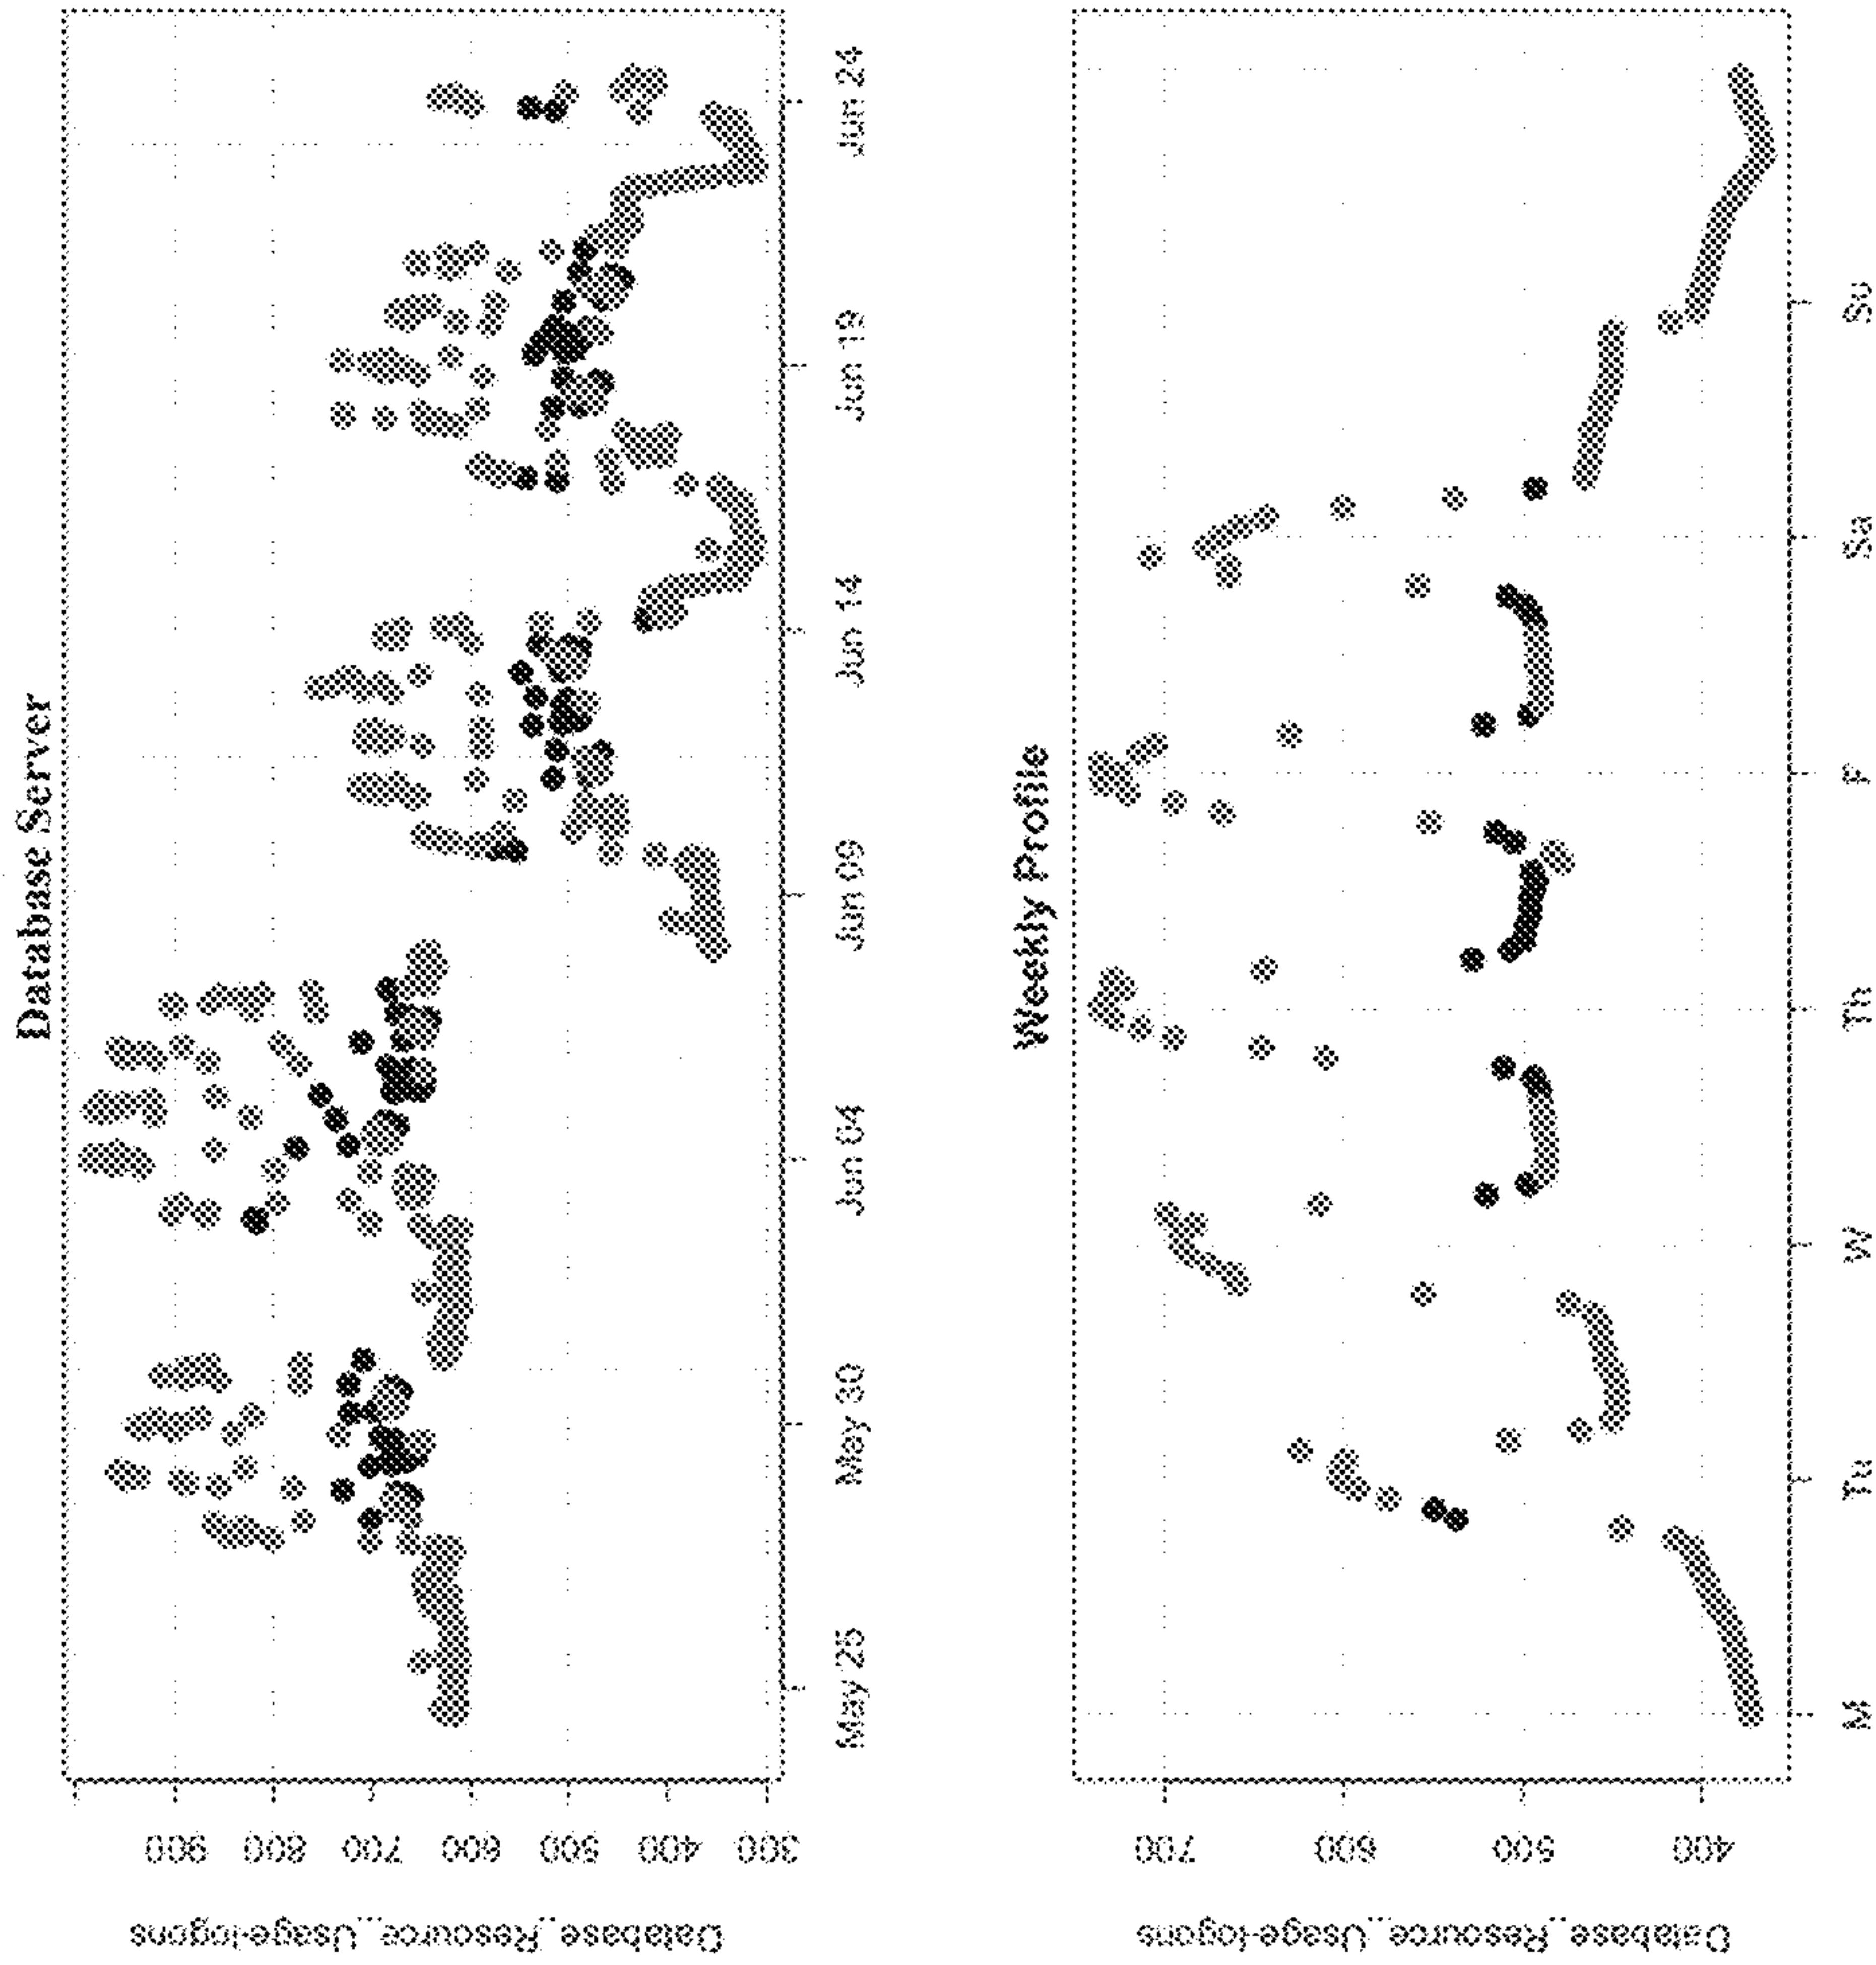 Database Server
Database_Resource_Usage-logons
900
800
700
600
500
400
300
May 25
May 30
Jun 04
Jun 09
Jun 14
Jun 19
Jun 24
Weekly Profile
Database_Resource_Usage-logons
700
600
500
400
M
Tu
W
Th
F
Sa
Su